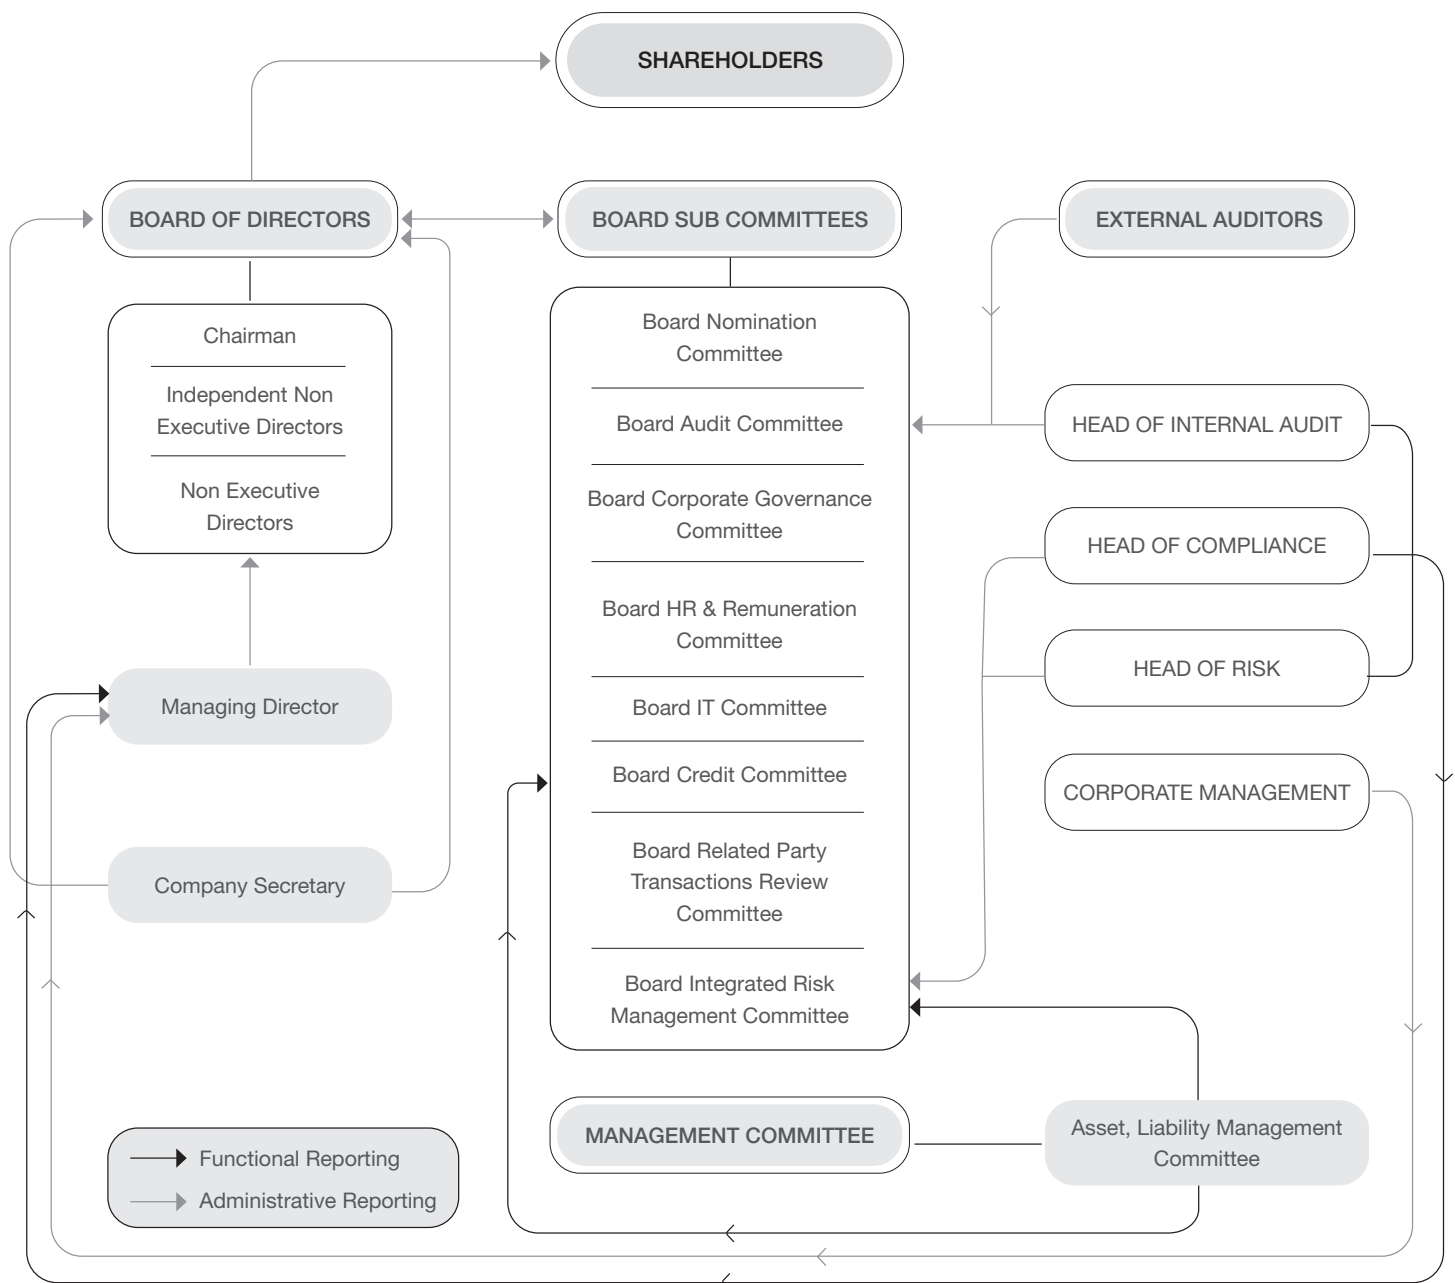 SHAREHOLDERS
BOARD OF DIRECTORS
BOARD SUB COMMITTEES
EXTERNAL AUDITORS
Chairman
Independent Non
Executive Directors
Non Executive
Directors
Managing Director
Company Secretary
Board Nomination
Committee
Board Audit Committee
Board Corporate Governance
Committee
Board HR & Remuneration
Committee
Board IT Committee
Board Credit Committee
Board Related Party
Transactions Review
Committee
Board Integrated Risk
Management Committee
HEAD OF INTERNAL AUDIT
HEAD OF COMPLIANCE
HEAD OF RISK
CORPORATE MANAGEMENT
MANAGEMENT COMMITTEE
Asset, Liability Management
Committee
Functional Reporting
Administrative Reporting